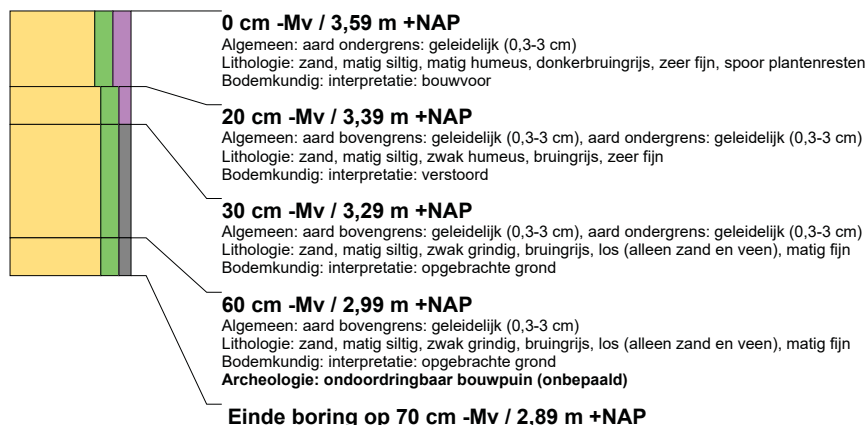 0 cm -Mv / 3,59 m +NAP
Algemeen: aard ondergrens: geleidelijk (0,3-3 cm)
Lithologie: zand, matig siltig, matig humeus, donkerbruingrijs, zeer fijn, spoor plantenresten
Bodemkundig: interpretatie: bouwvoor
20 cm -Mv / 3,39 m +NAP
Algemeen: aard bovengrens: geleidelijk (0,3-3 cm), aard ondergrens: geleidelijk (0,3-3 cm)
Lithologie: zand, matig siltig, zwak humeus, bruingrijs, zeer fijn
Bodemkundig: interpretatie: verstoord
30 cm -Mv / 3,29 m +NAP
Algemeen: aard bovengrens: geleidelijk (0,3-3 cm), aard ondergrens: geleidelijk (0,3-3 cm)
Lithologie: zand, matig siltig, zwak grindig, bruingrijs, los (alleen zand en veen), matig fijn
Bodemkundig: interpretatie: opgebrachte grond
60 cm -Mv / 2,99 m +NAP
Algemeen: aard bovengrens: geleidelijk (0,3-3 cm)
Lithologie: zand, matig siltig, zwak grindig, bruingrijs, los (alleen zand en veen), matig fijn
Bodemkundig: interpretatie: opgebrachte grond
Archeologie: ondoordringbaar bouwpuin (onbepaald)
Einde boring op 70 cm -Mv / 2,89 m +NAP